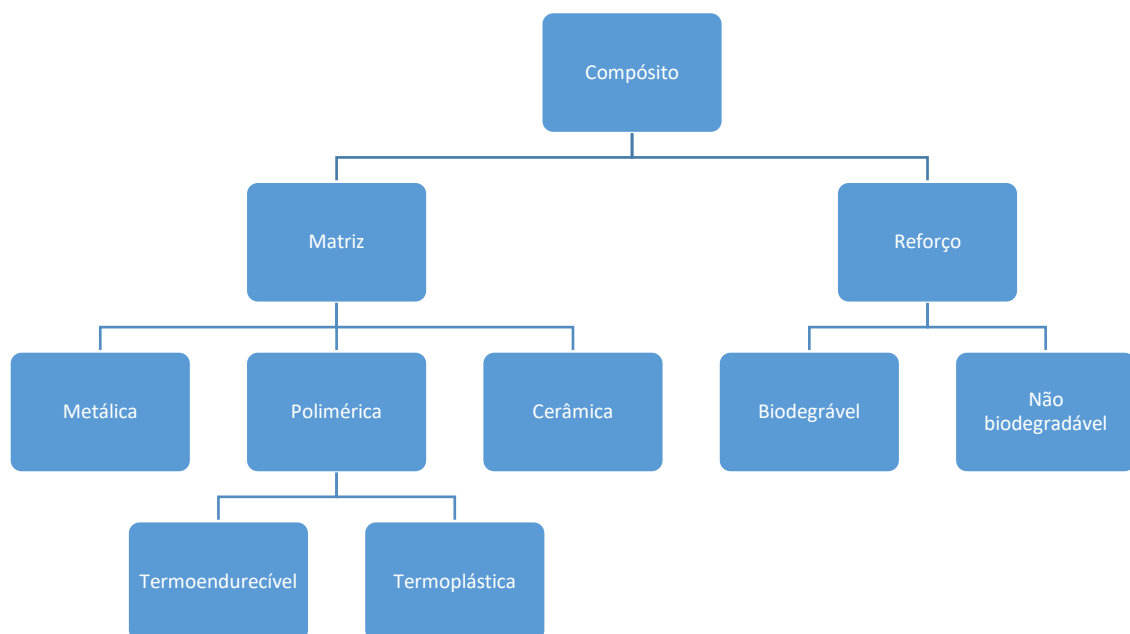 Compósito
Matriz
Reforço
Metálica
Polimérica
Cerâmica
Biodegrável
Não
biodegradável
Termoendurecível
Termoplástica